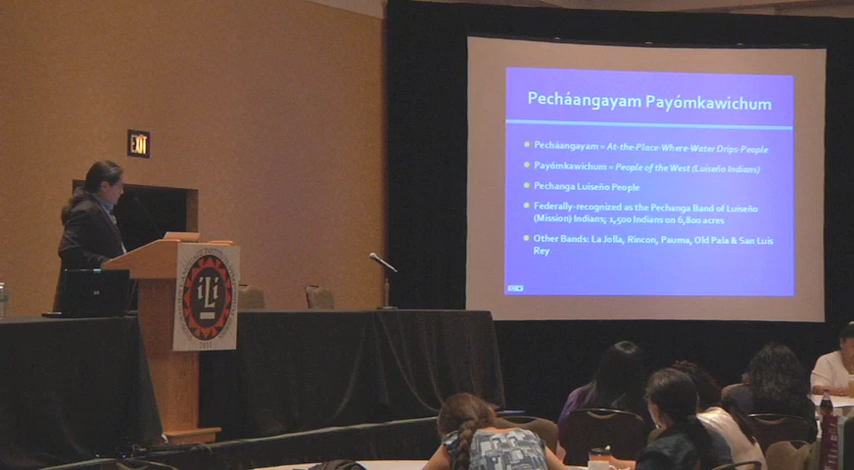 EXIT
Pecháangayam Payómkawichum
Pecháangayam = At-the-Place-Where-Water Drips-People
Payómkawichum = People of the West (Luiseño Indians)
Pechanga Luiseño People
Federally-recognized as the Pechanga Band of Luiseño
(Mission) Indians; 1,500 Indians on 6,800 acres
Other Bands: La Jolla, Rincon, Pauma, Old Pala & San Luis
Rey
iLi